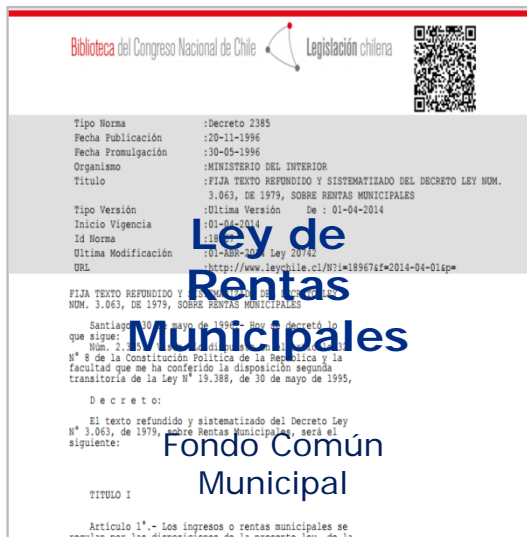 Biblioteca del Congreso Nacional de Chile Legislación chilena
Tipo Norma :Decreto 2385
Fecha Publicación :20-11-1996
Fecha Promulgación :30-05-1996
Organismo :MINISTERIO DEL INTERIOR
Titulo :FIJA TEXTO REFUNDIDO Y SISTEMATIZADO DEL DECRETO LEY NUM.
3.063, DE 1979, SOBRE RENTAS MUNICIPALES
Tipo Versión :Ultima Versión De : 01-04-2014
Inicio Vigencia :01-04-2014
Id Norma
Ultima Modificación Ley 20742
URL :http://www.leychile.cl/N?i=18967&f=2014-04-01&p=
Ley de
Rentas
Municipales
FIJA TEXTO REFUNDIDO Y
NUM. 3.063, DE 1979, SOBRE RENTAS MUNICIPALES
Santiago, 30 de mayo de 1996.- Hoy se decretó lo
que sigue:
N° 8 de la Constitución Política de la República y la
facultad que me ha conferido la disposición segunda
transitoria de la Ley N° 19.388, de 30 de mayo de 1995,
D e c r e t o:
El texto refundido y sistematizado del Decreto Ley
N° 3.063, de 1979, sobre Rentas Municipales, será el
siguiente:
Fondo Común
Municipal
TITULO I
Articulo 1°.- Los ingresos o rentas municipales se
regulan por las disposiciones de la presente ley, de la